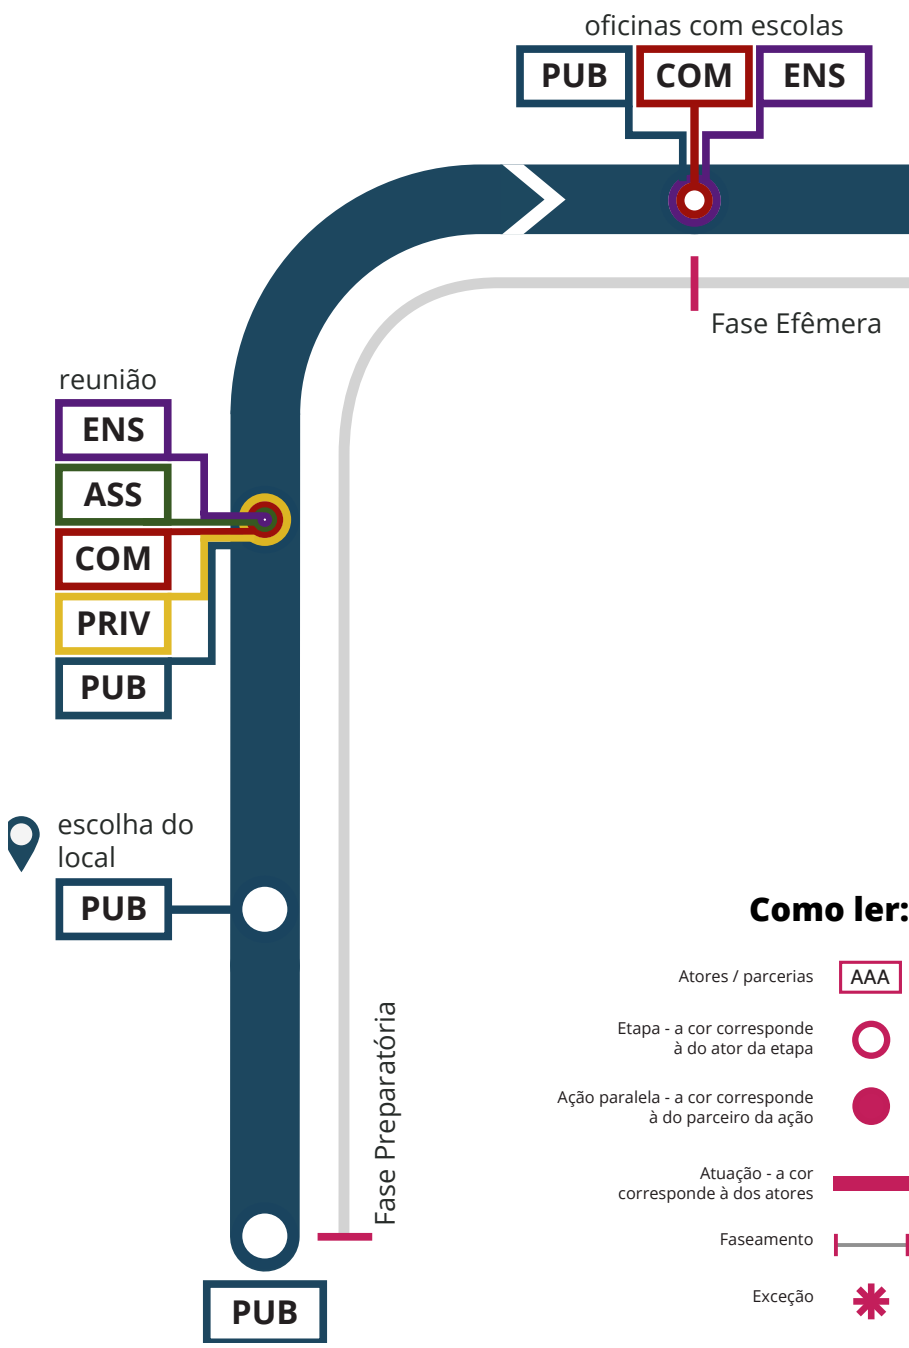 oficinas com escolas
PUB
COM
ENS
Fase Efêmera
reunião
ENS
ASS
COM
PRIV
PUB
escolha do
local
PUB
Fase Preparatória
PUB
Como ler:
Atores / parcerias
AAA
Etapa - a cor corresponde
à do ator da etapa
Ação paralela - a cor corresponde
à do parceiro da ação
Atuação - a cor
corresponde à dos atores
Faseamento
Exceção